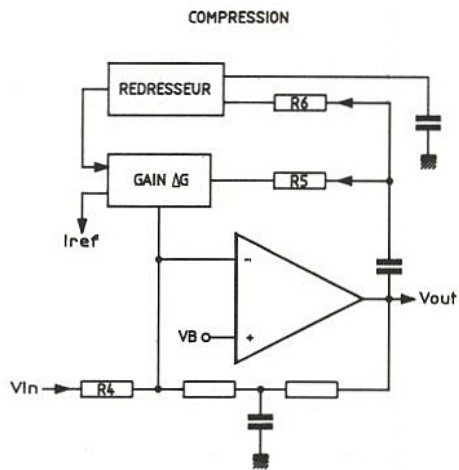 COMPRESSION
REDRESSEUR
R6
GAIN ΔG
R5
Iref
-
Vout
VB
+
Vin
R4